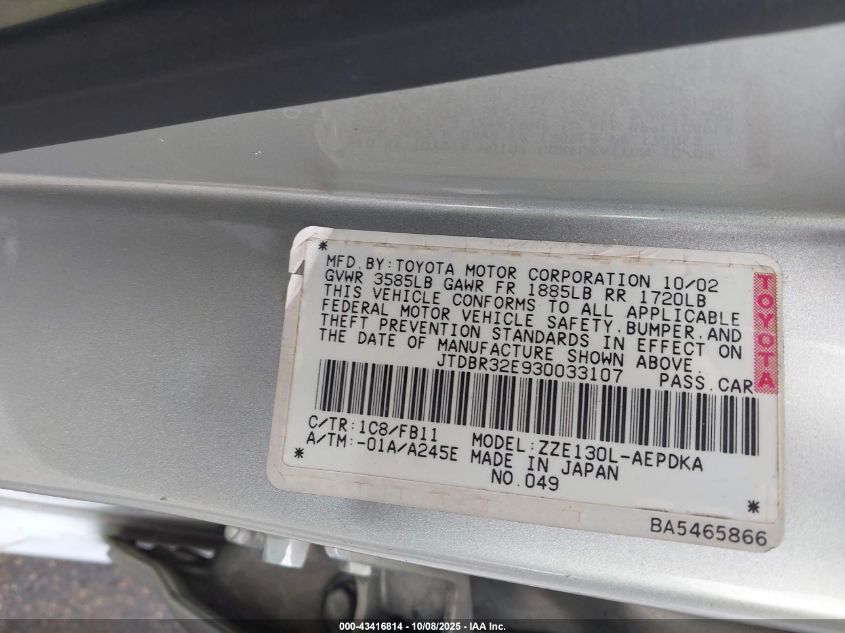 MFD.BY:TOYOTA MOTOR CORPORATION 10/02
GVWR 3585LB GAWR FR 1885LB RR 1720LB
THIS VEHICLE CONFORMS TO ALL APPLICABLE
FEDERAL MOTOR VEHICLE SAFETY,BUMPER,AND
THEFT PREVENTION STANDARDS IN EFFECT ON
THE DATE OF MANUFACTURE SHOWN ABOVE.
JTDBR32E930033107 PASS.CAR
TOYOTA
C/TR:1C8/FB11 MODEL:ZZE130L-AEPDKA
A/TM:-01A/A245E MADE IN JAPAN
NO.049
BA5465866
000-43416814 - 10/08/2025 - IAA Inc.